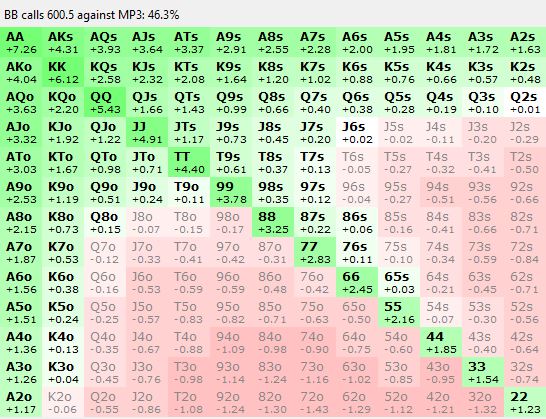 BB calls 600.5 against MP3: 46.3%
AA AKs AQs AJs ATs A9s A8s A7s A6s A5s A4s A3s A2s
+7.26 +4.31 +3.93 +3.64 +3.37 +2.91 +2.55 +2.28 +2.00 +1.95 +1.81 +1.72 +1.63
AKo KK KQs KJs KTs K9s K8s K7s K6s K5s K4s K3s K2s
+4.04 +6.12 +2.58 +2.32 +2.08 +1.64 +1.20 +1.02 +0.88 +0.76 +0.66 +0.57 +0.48
AQo KQo QQ QJs QTs Q9s Q8s Q7s Q6s Q5s Q4s Q3s Q2s
+3.63 +2.20 +5.43 +1.66 +1.43 +0.99 +0.66 +0.40 +0.38 +0.28 +0.19 +0.10 +0.01
AJo KJo QJo JJ JTs J9s J8s J7s J6s J5s J4s J3s J2s
+3.32 +1.92 +1.22 +4.91 +1.17 +0.73 +0.45 +0.20 +0.02 -0.02 -0.11 -0.20 -0.29
ATo KTo QTo JTo TT T9s T8s T7s T6s T5s T4s T3s T2s
+3.03 +1.67 +0.98 +0.71 +4.40 +0.61 +0.37 +0.13 -0.05 -0.27 -0.32 -0.41 -0.50
A9o K9o Q9o J9o T9o 99 98s 97s 96s 95s 94s 93s 92s
+2.53 +1.19 +0.51 +0.24 +0.11 +3.78 +0.35 +0.12 -0.04 -0.27 -0.51 -0.56 -0.66
A8o K8o Q8o J8o T8o 98o 88 87s 86s 85s 84s 83s 82s
+2.15 +0.73 +0.15 -0.07 -0.15 -0.17 +3.25 +0.22 +0.06 -0.16 -0.41 -0.66 -0.71
A7o K7o Q7o J7o T7o 97o 87o 77 76s 75s 74s 73s 72s
+1.87 +0.53 -0.12 -0.33 -0.41 -0.42 -0.31 +2.83 +0.11 -0.10 -0.34 -0.59 -0.84
A6o K6o Q6o J6o T6o 96o 86o 76o 66 65s 64s 63s 62s
+1.56 +0.38 -0.16 -0.53 -0.59 -0.59 -0.48 -0.42 +2.45 +0.03 -0.21 -0.45 -0.71
A5o K5o Q5o J5o T5o 95o 85o 75o 65o 55 54s 53s 52s
+1.51 +0.24 -0.25 -0.57 -0.83 -0.82 -0.71 -0.63 -0.50 +2.16 -0.07 -0.30 -0.56
A4o K4o Q4o J4o T4o 94o 84o 74o 64o 54o 44 43s 42s
+1.36 +0.13 -0.35 -0.67 -0.88 -1.09 -0.98 -0.90 -0.75 -0.60 +1.85 -0.40 -0.64
A3o K3o Q3o J3o T3o 93o 83o 73o 63o 53o 43o 33 32s
+1.26 +0.04 -0.45 -0.76 -0.98 -1.14 -1.24 -1.16 -1.02 -0.85 -0.95 +1.54 -0.74
A2o K2o Q2o J2o T2o 92o 82o 72o 62o 52o 42o 32o 22
+1.17 -0.06 -0.55 -0.86 -1.08 -1.24 -1.30 -1.43 -1.29 -1.12 -1.21 -1.32 +1.23